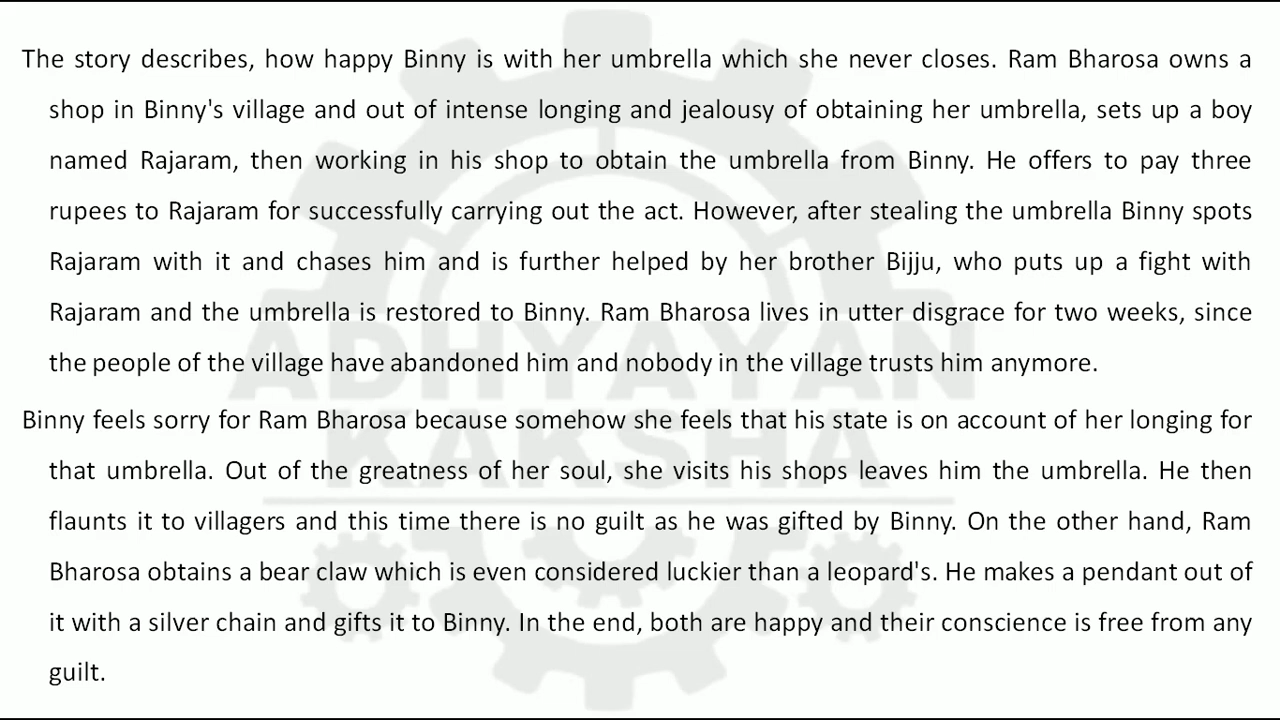 The story describes, how happy Binny is with her umbrella which she never closes. Ram Bharosa owns a
shop in Binny's village and out of intense longing and jealousy of obtaining her umbrella, sets up a boy
named Rajaram, then working in his shop to obtain the umbrella from Binny. He offers to pay three
rupees to Rajaram for successfully carrying out the act. However, after stealing the umbrella Binny spots
Rajaram with it and chases him and is further helped by her brother Bijju, who puts up a fight with
Rajaram and the umbrella is restored to Binny. Ram Bharosa lives in utter disgrace for two weeks, since
the people of the village have abandoned him and nobody in the village trusts him anymore.
Binny feels sorry for Ram Bharosa because somehow she feels that his state is on account of her longing for
that umbrella. Out of the greatness of her soul, she visits his shops leaves him the umbrella. He then
flaunts it to villagers and this time there is no guilt as he was gifted by Binny. On the other hand, Ram
Bharosa obtains a bear claw which is even considered luckier than a leopard's. He makes a pendant out of
it with a silver chain and gifts it to Binny. In the end, both are happy and their conscience is free from any
guilt.
ADHYAYAN
KAKSHA